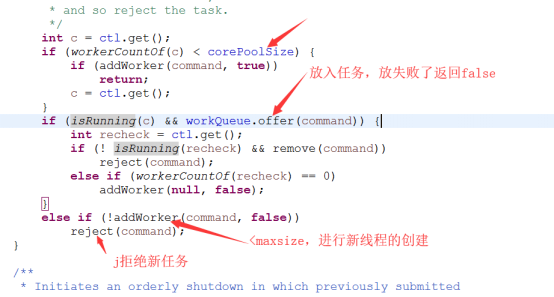 * and so reject the task.
*/
int c = ctl.get();
if (workerCountOf(c) < corePoolSize) {
if (addWorker(command, true))
return;
c = ctl.get();
}
放入任务，放失败了返回false
if (isRunning(c) && workQueue.offer(command)) {
int recheck = ctl.get();
if (! isRunning(recheck) && remove(command))
reject(command);
else if (workerCountOf(recheck) == 0)
addWorker(null, false);
}
else if (!addWorker(command, false))
reject(command);
<maxsize，进行新线程的创建
}
j拒绝新任务
/**
* Initiates an orderly shutdown in which previously submitted